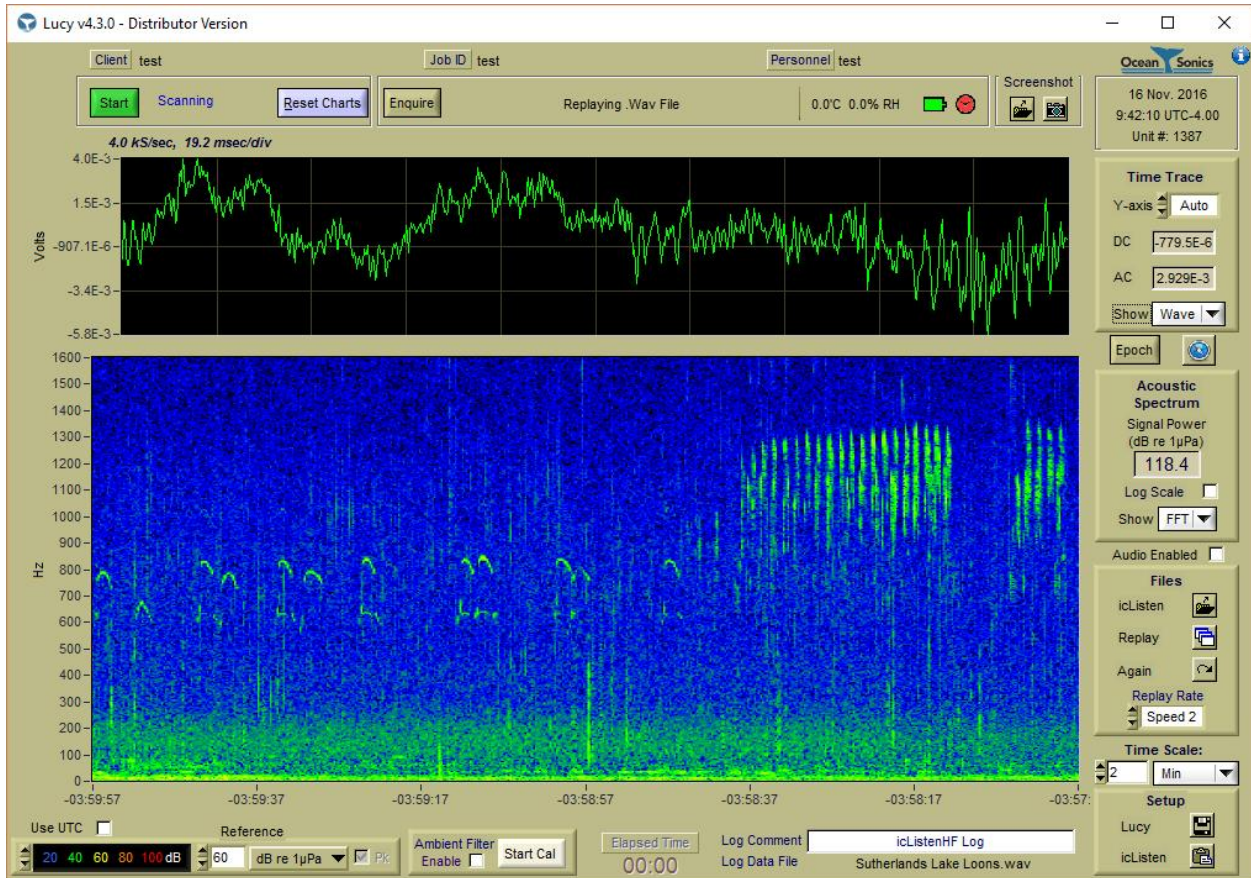 Lucy v4.3.0 - Distributor Version
Client test Job ID test Personnel test
Ocean Sonics
Start Scanning Reset Charts Enquire Replaying .Wav File 0.0'C 0.0% RH Screenshot
16 Nov. 2016
9:42:10 UTC-4.00
Unit #: 1387
4.0 kS/sec, 19.2 msec/div
4.0E-3
1.5E-3
-907.1E-6
-3.4E-3
-5.8E-3
Volts
Time Trace
Y-axis Auto
DC -779.5E-6
AC 2.929E-3
Show Wave
Epoch
1600
1500
1400
1300
1200
1100
1000
900
800
700
600
500
400
300
200
100
0
Hz
-03:59:57 -03:59:37 -03:59:17 -03:58:57 -03:58:37 -03:58:17 -03:57:
Acoustic
Spectrum
Signal Power
(dB re 1µPa)
118.4
Log Scale
Show FFT
Audio Enabled
Files
icListen
Replay
Again
Replay Rate
Speed 2
Time Scale:
2 Min
Setup
Lucy
icListen
Use UTC
20 40 60 80 100 dB
Reference
60 dB re 1µPa Pk
Ambient Filter
Enable Start Cal
Elapsed Time
00:00
Log Comment icListenHF Log
Log Data File Sutherlands Lake Loons.wav